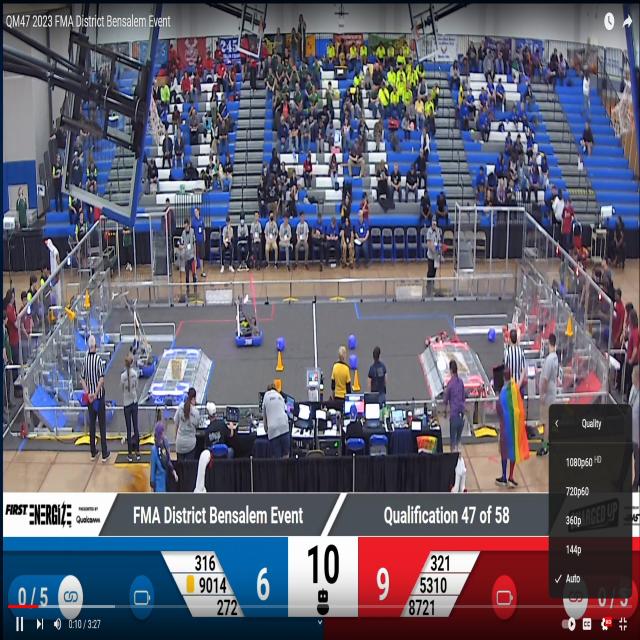 QM47 2023 FMA District Bensalem Event
245
Quality
1080p60 HD
720p60
360p
144p
Auto
FIRST ENERGIZE
PRESENTED BY
Qualcomm
FMA District Bensalem Event
Qualification 47 of 58
0 / 5
316
9014
272
6
10
9
321
5310
8721
0 / 5
0:10 / 3:27